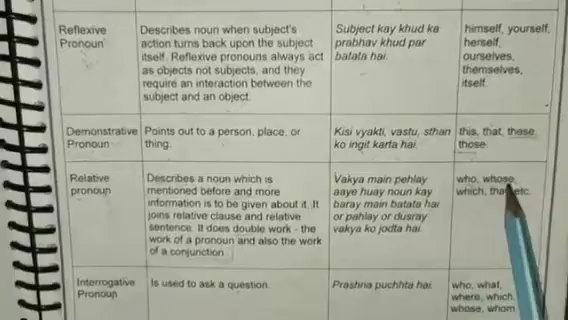 Reflexive
Pronoun
Describes noun when subject's
action turns back upon the subject
itself. Reflexive pronouns always act
as objects not subjects, and they
require an interaction between the
subject and an object.
Subject kay khud ka
prabhav khud par
batata hai.
himself, yourself,
herself,
ourselves,
themselves,
itself.
Demonstrative
Pronoun
Points out to a person, place, or
thing.
Kisi vyakti, vastu, sthan
ko ingit karta hai.
this, that, these,
those.
Relative
pronoun
Describes a noun which is
mentioned before and more
information is to be given about it. It
joins relative clause and relative
sentence. It does double work - the
work of a pronoun and also the work
of a conjunction
Vakya main pehlay
aaye huay noun kay
baray main batata hai
or pahlay or dusray
vakya ko jodta hai.
who, whose,
which, that etc.
Interrogative
Pronoun
Is used to ask a question.
Prashna puchhta hai.
who, what,
where, which,
whose, whom